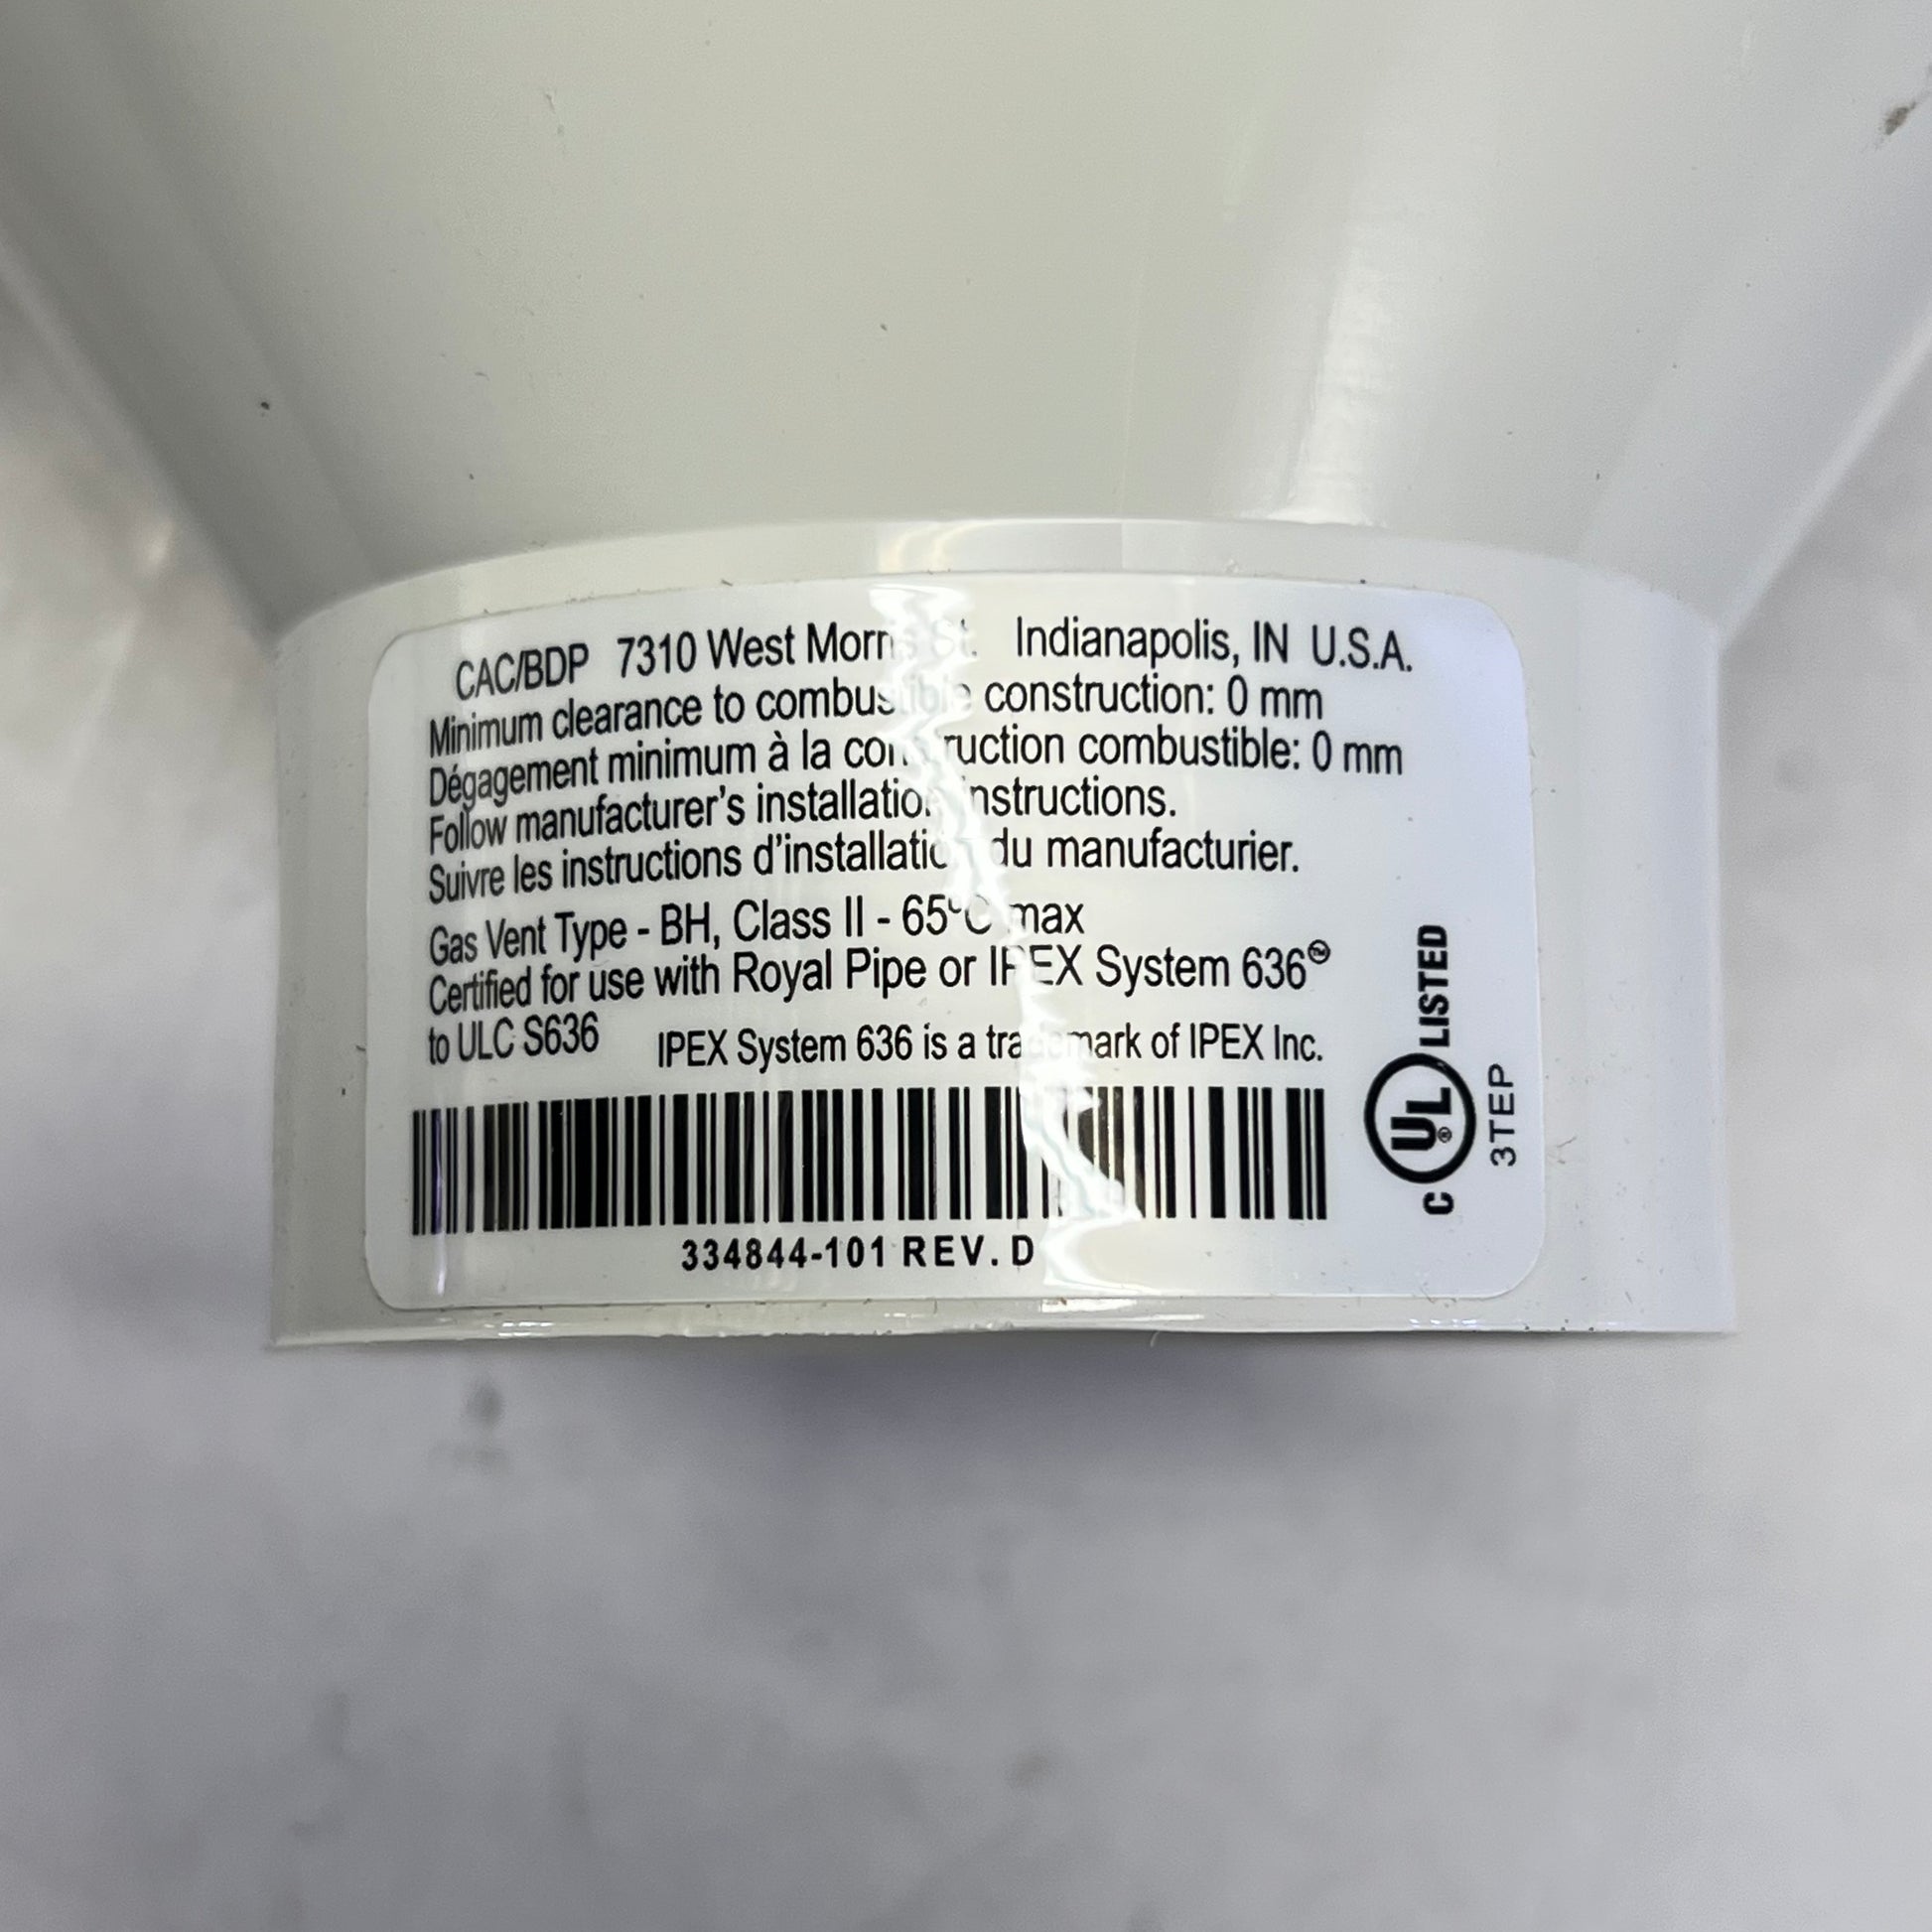 CAC/BDP 7310 West Morris St. Indianapolis, IN U.S.A.
Minimum clearance to combustible construction: 0 mm
Dégagement minimum à la construction combustible: 0 mm
Follow manufacturer's installation instructions.
Suivre les instructions d'installation du manufacturier.
Gas Vent Type - BH, Class II - 65°C max
Certified for use with Royal Pipe or IPEX System 636™
to ULC S636 IPEX System 636 is a trademark of IPEX Inc.
334844-101 REV. D
C UL® LISTED
3TEP